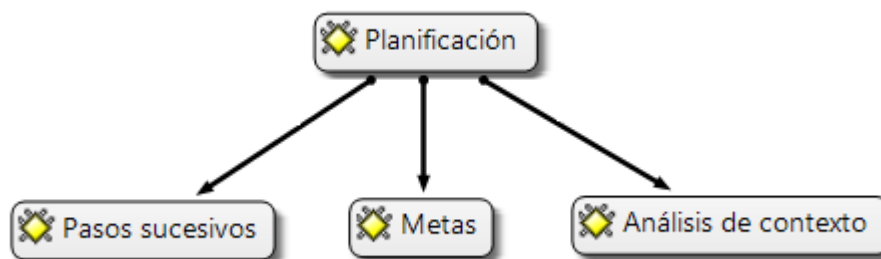 Planificación
Pasos sucesivos
Metas
Análisis de contexto